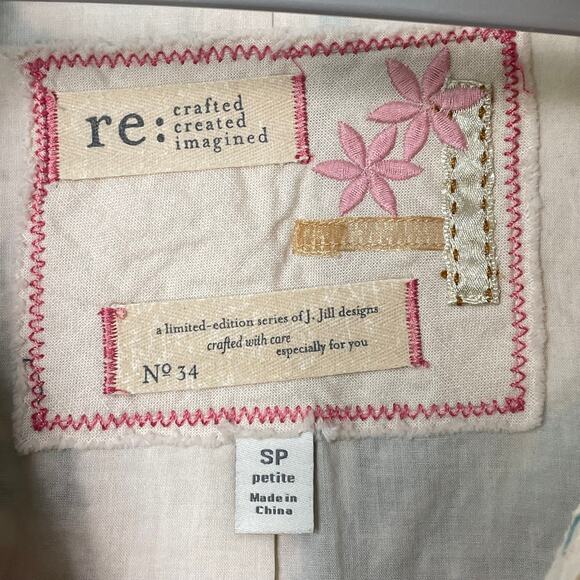 re:
crafted
created
imagined
a limited-edition series of J. Jill designs
crafted with care
especially for you
Nº 34
SP
petite
Made in
China